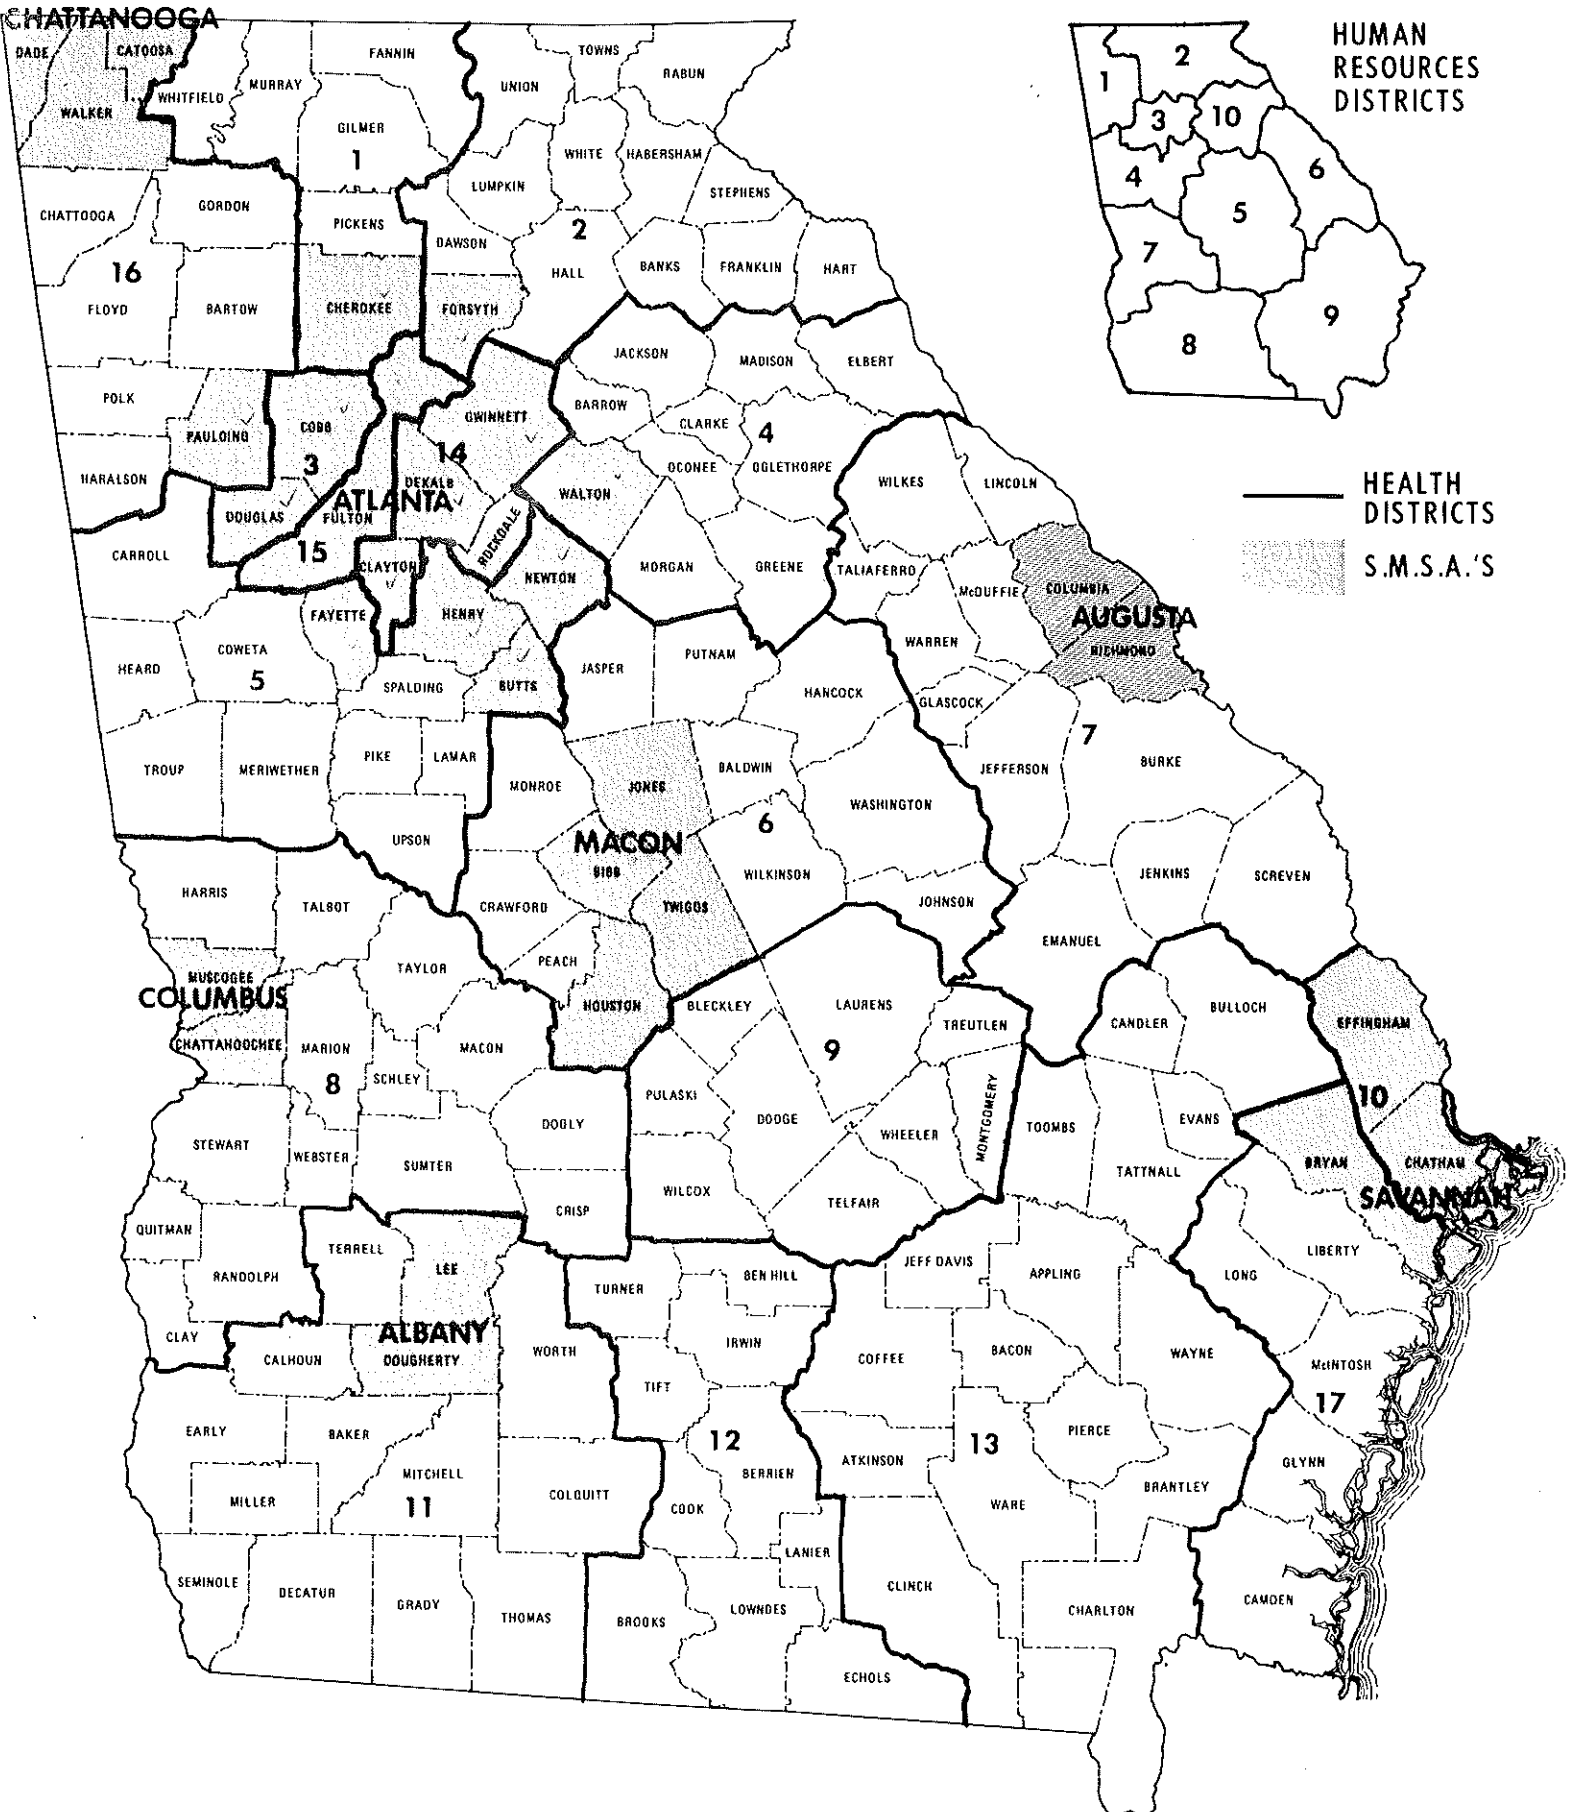 CHATTANOOGA
DADE
CATOOSA
WALKER
WHITFIELD
MURRAY
FANNIN
GILMER
1
UNION
TOWNS
RABUN
WHITE
HABERSHAM
LUMPKIN
STEPHENS
CHATTOOGA
GORDON
PICKENS
DAWSON
2
HALL
BANKS
FRANKLIN
HART
16
FLOYD
BARTOW
CHEROKEE
FORSYTH
JACKSON
MADISON
ELBERT
POLK
PAULDING
COBB
3
GWINNETT
BARROW
CLARKE
4
OCONEE
OGLETHORPE
WILKES
LINCOLN
HARALSON
14
DEKALB
ATLANTA
DOUGLAS
FULTON
15
WALTON
ROCKDALE
CARROLL
CLAYTON
NEWTON
MORGAN
GREENE
TALIAFERRO
McDUFFIE
COLUMBIA
AUGUSTA
RICHMOND
FAYETTE
HENRY
WARREN
HEARD
COWETA
5
SPALDING
BUTTS
JASPER
PUTNAM
HANCOCK
GLASCOCK
7
TROUP
MERIWETHER
PIKE
LAMAR
MONROE
JONES
BALDWIN
WASHINGTON
JEFFERSON
BURKE
UPSON
MACON
BIBB
6
WILKINSON
JENKINS
SCREVEN
HARRIS
TALBOT
CRAWFORD
TWIGGS
JOHNSON
EMANUEL
MUSCOGEE
COLUMBUS
CHATTAHOOCHEE
TAYLOR
PEACH
HOUSTON
BLECKLEY
LAURENS
TREUTLEN
CANDLER
BULLOCH
EFFINGHAM
MARION
8
SCHLEY
MACON
9
PULASKI
DODGE
DOOLY
WHEELER
MONTGOMERY
TOOMBS
EVANS
10
STEWART
WEBSTER
SUMTER
WILCOX
TELFAIR
TATTNALL
BRYAN
CHATHAM
SAVANNAH
CRISP
QUITMAN
TERRELL
LEE
RANDOLPH
TURNER
BEN HILL
JEFF DAVIS
APPLING
LONG
LIBERTY
CLAY
ALBANY
CALHOUN
DOUGHERTY
WORTH
IRWIN
COFFEE
BACON
WAYNE
McINTOSH
17
TIFT
EARLY
BAKER
MITCHELL
11
MILLER
COLQUITT
12
BERRIEN
COOK
ATKINSON
13
PIERCE
WARE
BRANTLEY
GLYNN
LANIER
SEMINOLE
DECATUR
GRADY
THOMAS
BROOKS
LOWNDES
CLINCH
CHARLTON
CAMDEN
ECHOLS
HUMAN
RESOURCES
DISTRICTS
1
2
3
10
4
5
6
7
8
9
HEALTH
DISTRICTS
S.M.S.A.'S